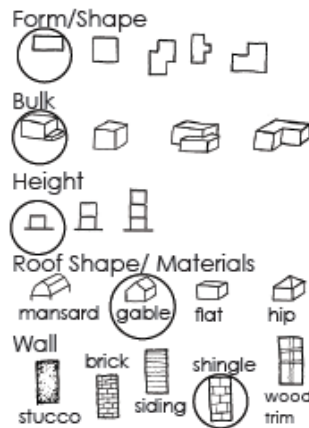 Form/Shape
Bulk
Height
Roof Shape/ Materials
mansard gable flat hip
Wall
brick shingle
stucco siding wood
trim